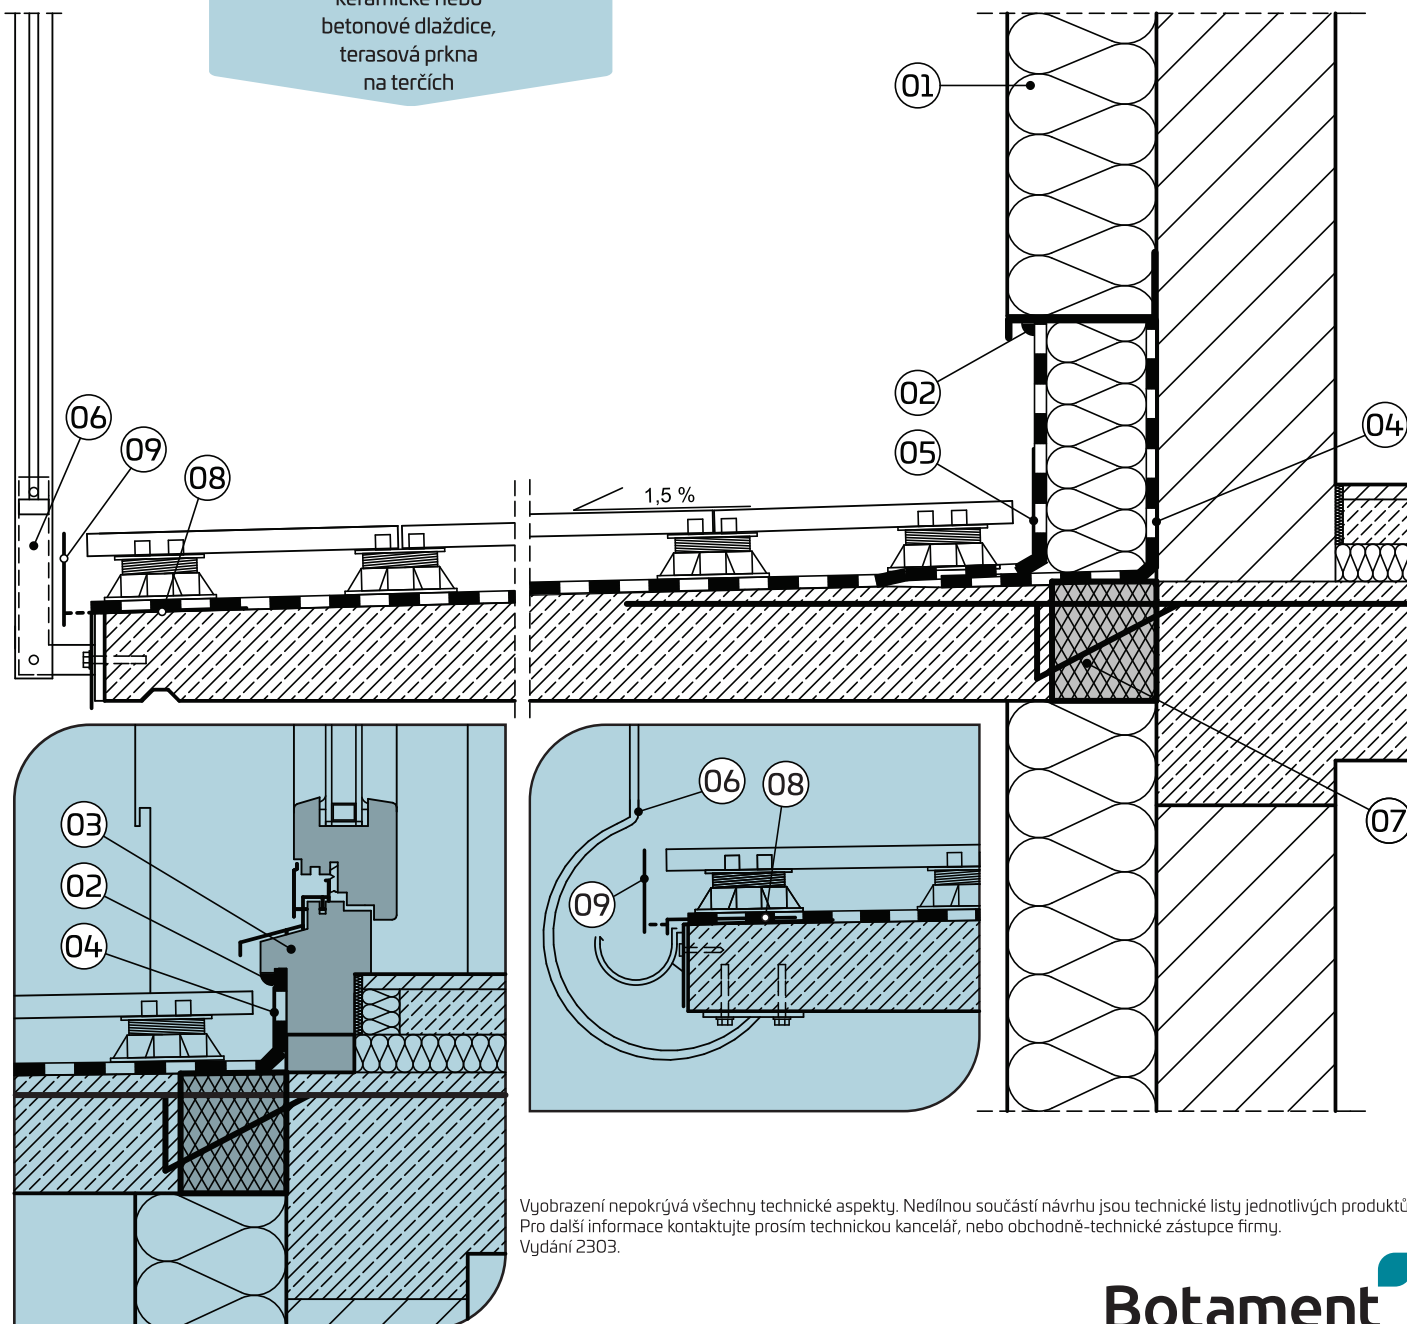 keramické nebo
betonové dlaždice,
terasová prkna
na terčích
01
02
06
09
08
05
04
1,5 %
03
02
04
06
08
09
07
Vyobrazení nepokrývá všechny technické aspekty. Nedílnou součástí návrhu jsou technické listy jednotlivých produktů
Pro další informace kontaktujte prosím technickou kancelář, nebo obchodně-technické zástupce firmy.
Vydání 2303.
Botament